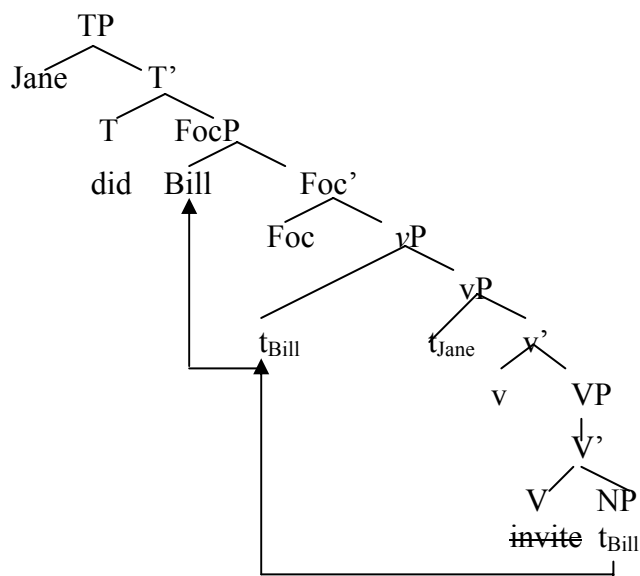 TP
Jane T’
T FocP
did Bill Foc’
Foc vP
vP
tBill tJane v’
v VP
V’
V NP
invite tBill